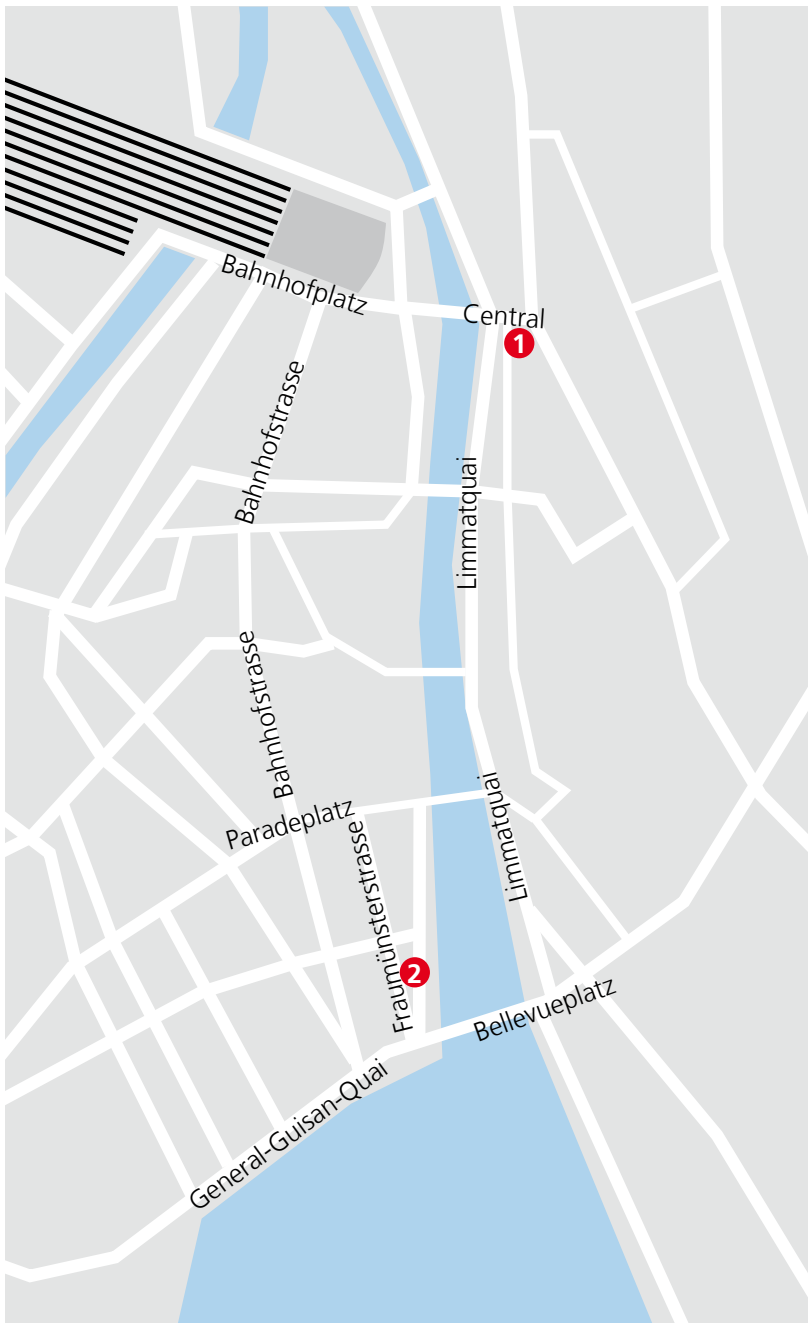 Bahnhofplatz
Central
1
Bahnhofstrasse
Limmatquai
Bahnhofstrasse
Limmatquai
Paradeplatz
Fraumünsterstrasse
2
Bellevueplatz
General-Guisan-Quai